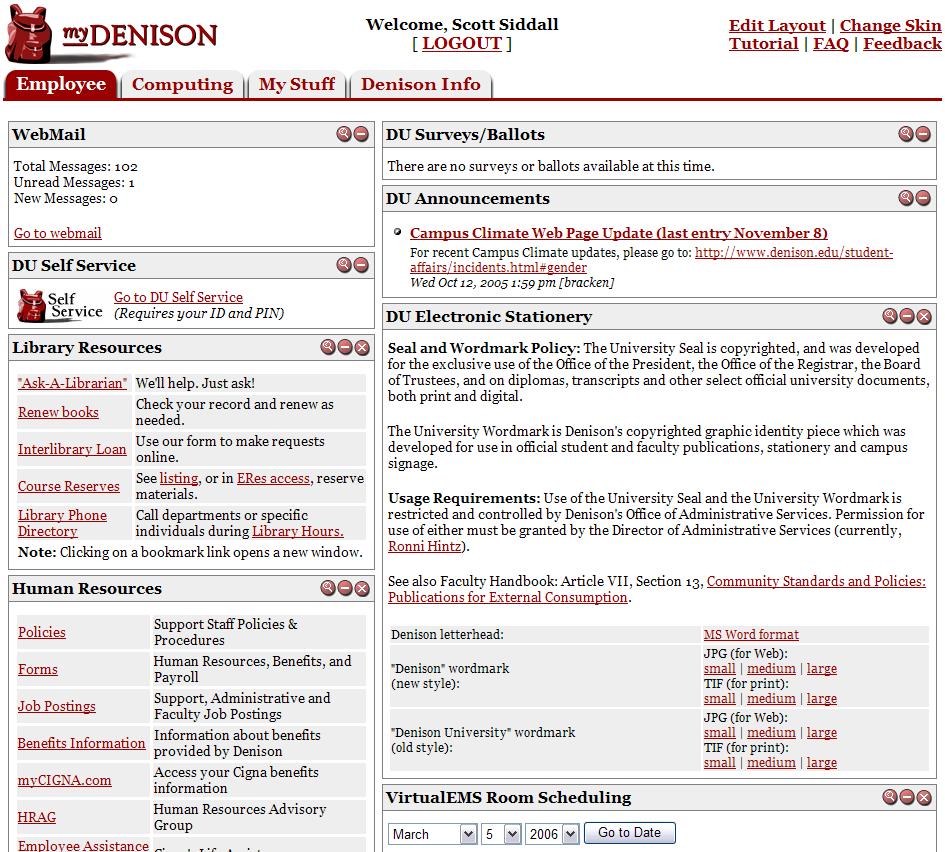 myDENISON
Welcome, Scott Siddall
[ LOGOUT ]
Edit Layout | Change Skin
Tutorial | FAQ | Feedback
Employee
Computing
My Stuff
Denison Info
WebMail
Total Messages: 102
Unread Messages: 1
New Messages: 0
Go to webmail
DU Self Service
Self
Service
Go to DU Self Service
(Requires your ID and PIN)
Library Resources
"Ask-A-Librarian" We'll help. Just ask!
Renew books
Check your record and renew as
needed.
Interlibrary Loan
Use our form to make requests
online.
Course Reserves
See listing, or in ERes access, reserve
materials.
Library Phone
Directory
Call departments or specific
individuals during Library Hours.
Note: Clicking on a bookmark link opens a new window.
Human Resources
Policies
Support Staff Policies &
Procedures
Forms
Human Resources, Benefits, and
Payroll
Job Postings
Support, Administrative and
Faculty Job Postings
Benefits Information
Information about benefits
provided by Denison
myCIGNA.com
Access your Cigna benefits
information
HRAG
Human Resources Advisory
Group
Employee Assistance
DU Surveys/Ballots
There are no surveys or ballots available at this time.
DU Announcements
Campus Climate Web Page Update (last entry November 8)
For recent Campus Climate updates, please go to: http://www.denison.edu/student-
affairs/incidents.html#gender
Wed Oct 12, 2005 1:59 pm [bracken]
DU Electronic Stationery
Seal and Wordmark Policy: The University Seal is copyrighted, and was developed
for the exclusive use of the Office of the President, the Office of the Registrar, the Board
of Trustees, and on diplomas, transcripts and other select official university documents,
both print and digital.
The University Wordmark is Denison's copyrighted graphic identity piece which was
developed for use in official student and faculty publications, stationery and campus
signage.
Usage Requirements: Use of the University Seal and the University Wordmark is
restricted and controlled by Denison's Office of Administrative Services. Permission for
use of either must be granted by the Director of Administrative Services (currently,
Ronni Hintz).
See also Faculty Handbook: Article VII, Section 13, Community Standards and Policies:
Publications for External Consumption.
Denison letterhead:
MS Word format
"Denison" wordmark
(new style):
JPG (for Web):
small | medium | large
TIF (for print):
small | medium | large
"Denison University" wordmark
(old style):
JPG (for Web):
small | medium | large
TIF (for print):
small | medium | large
VirtualEMS Room Scheduling
March 5 2006 Go to Date